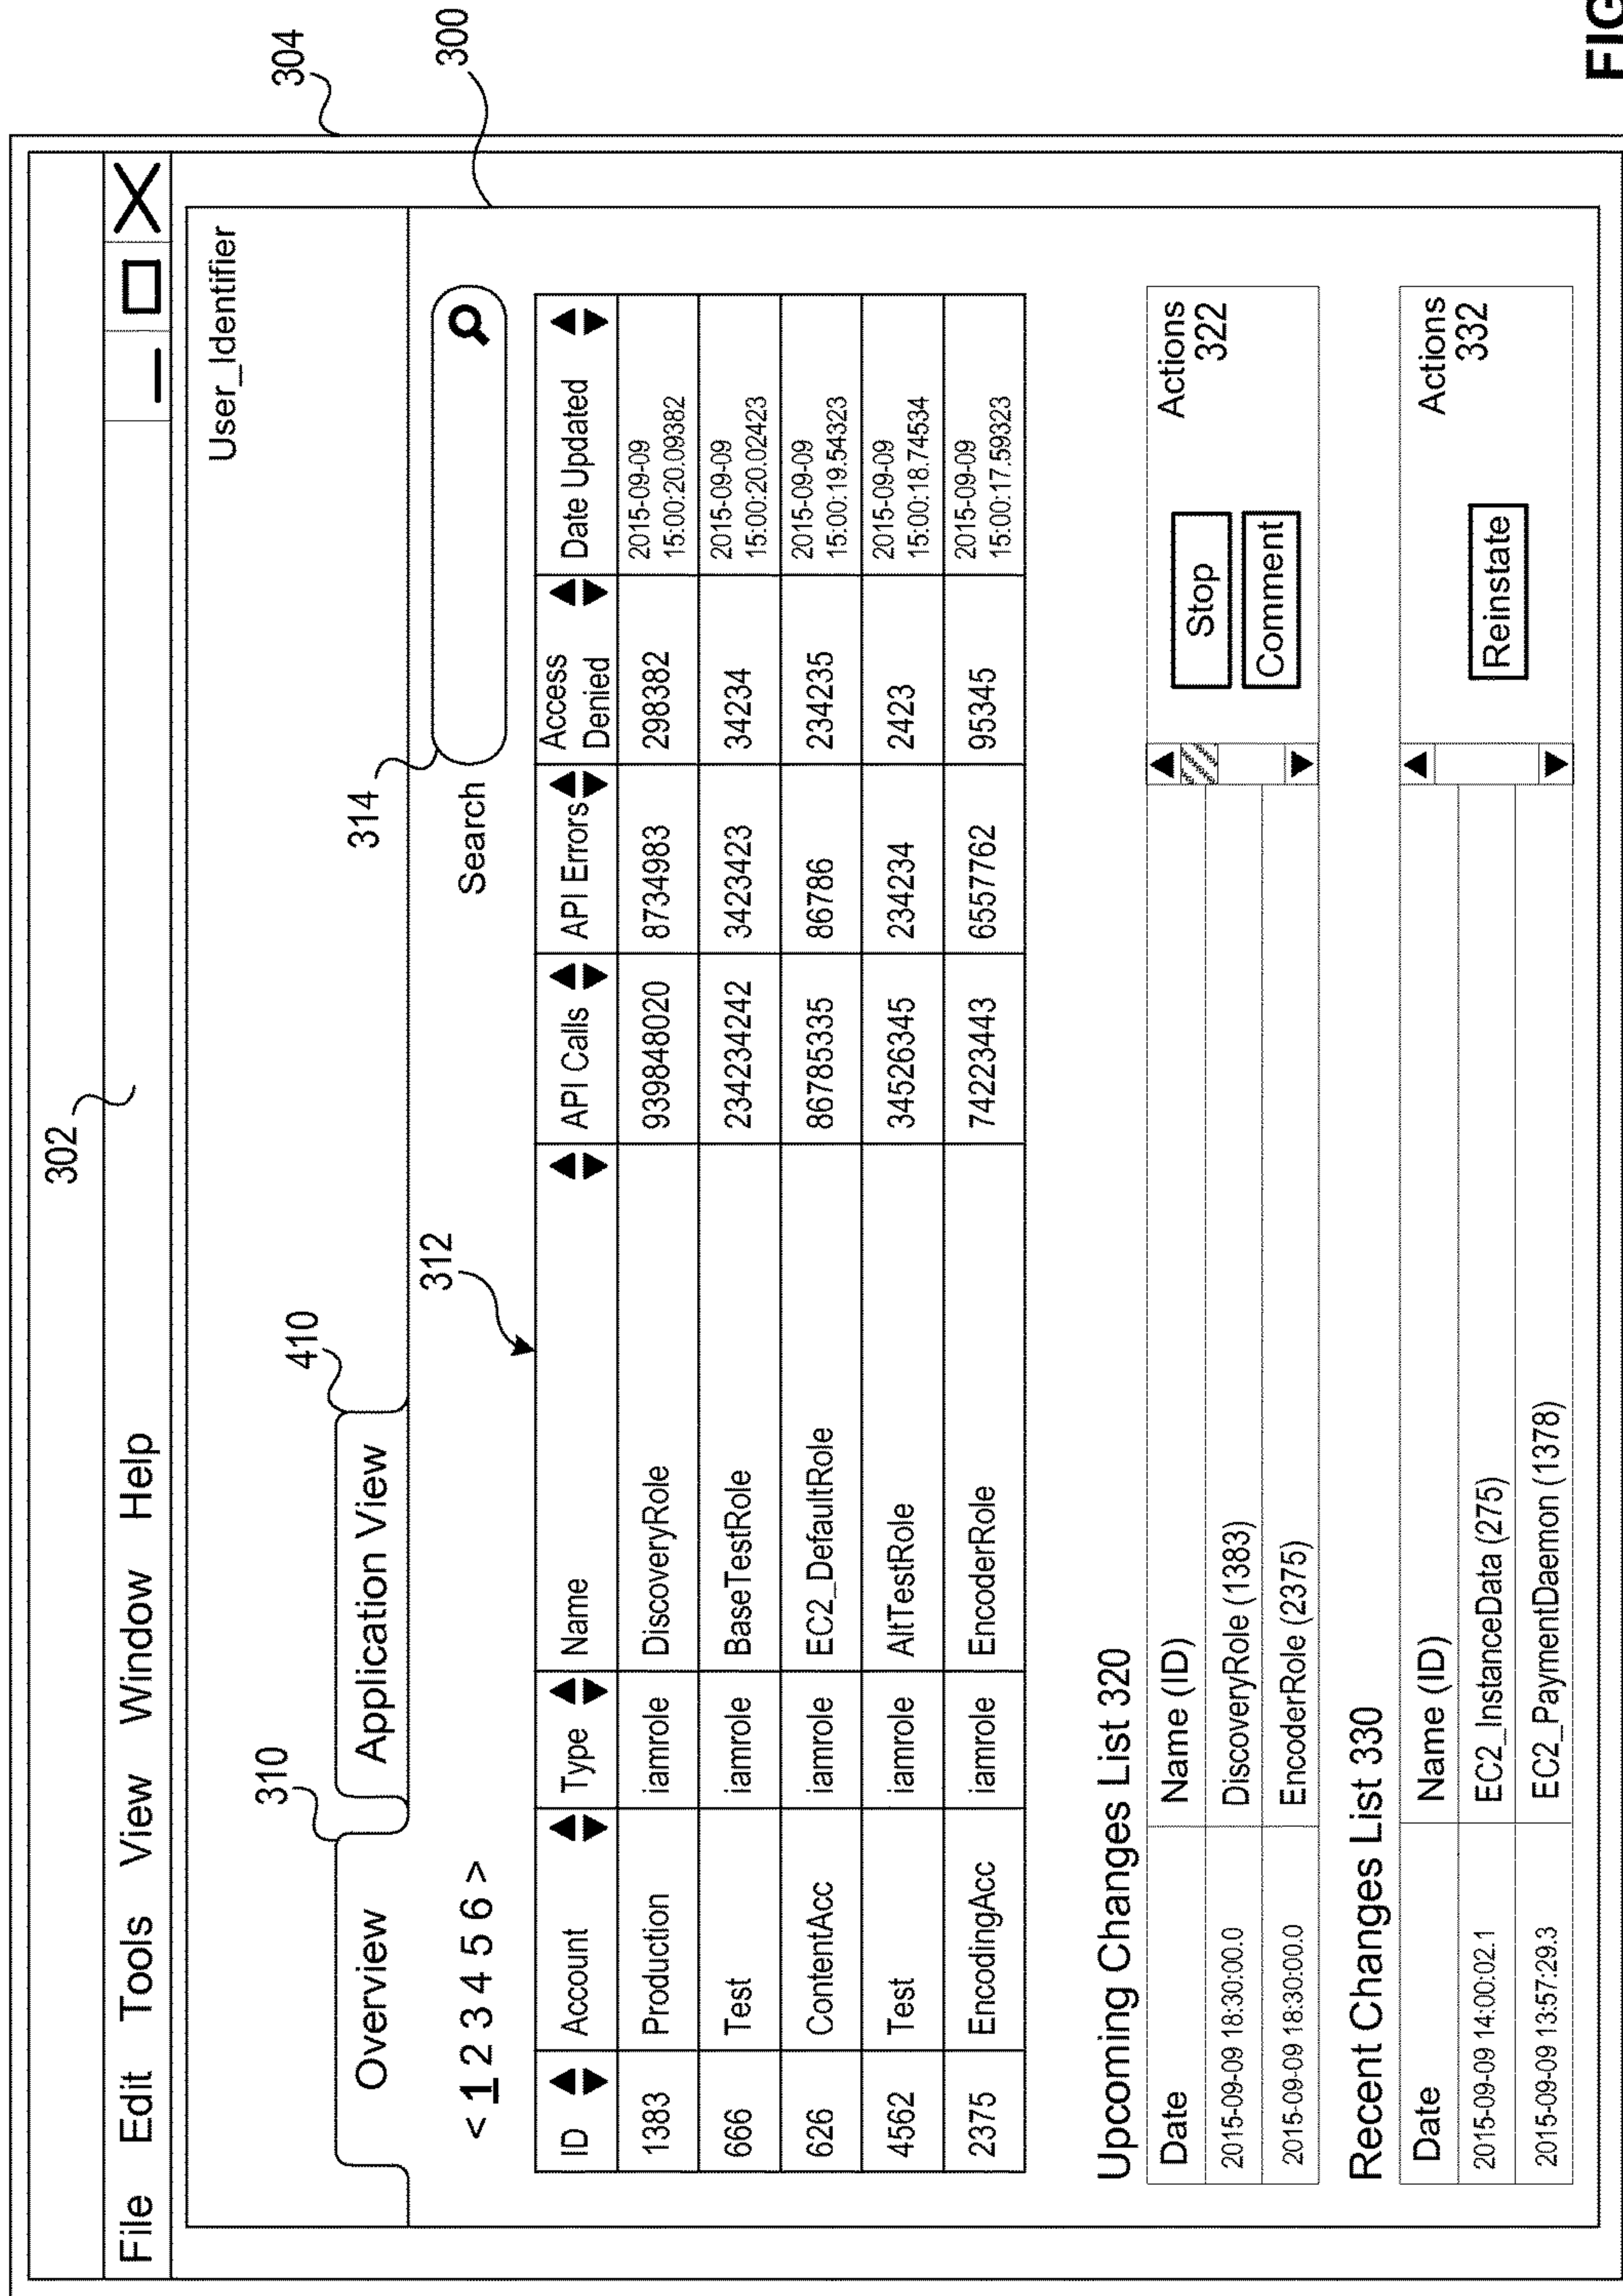 302
304
300
File Edit Tools View Window Help
User_Identifier
310
410
Overview
Application View
314
< 1 2 3 4 5 6 >
312
Search
ID Account Type Name API Calls API Errors Access Denied Date Updated
1383 Production iamrole DiscoveryRole 939848020 8734983 298382 2015-09-09 15:00:20.09382
666 Test iamrole BaseTestRole 234234242 3423423 34234 2015-09-09 15:00:20.02423
626 ContentAcc iamrole EC2_DefaultRole 86785335 86786 234235 2015-09-09 15:00:19.54323
4562 Test iamrole AltTestRole 34526345 234234 2423 2015-09-09 15:00:18.74534
2375 EncodingAcc iamrole EncoderRole 74223443 6557762 95345 2015-09-09 15:00:17.59323
Upcoming Changes List 320
Date Name (ID)
2015-09-09 18:30:00.0 DiscoveryRole (1383)
2015-09-09 18:30:00.0 EncoderRole (2375)
Stop
Comment
Actions
322
Recent Changes List 330
Date Name (ID)
2015-09-09 14:00:02.1 EC2_InstanceData (275)
2015-09-09 13:57:29.3 EC2_PaymentDaemon (1378)
Reinstate
Actions
332